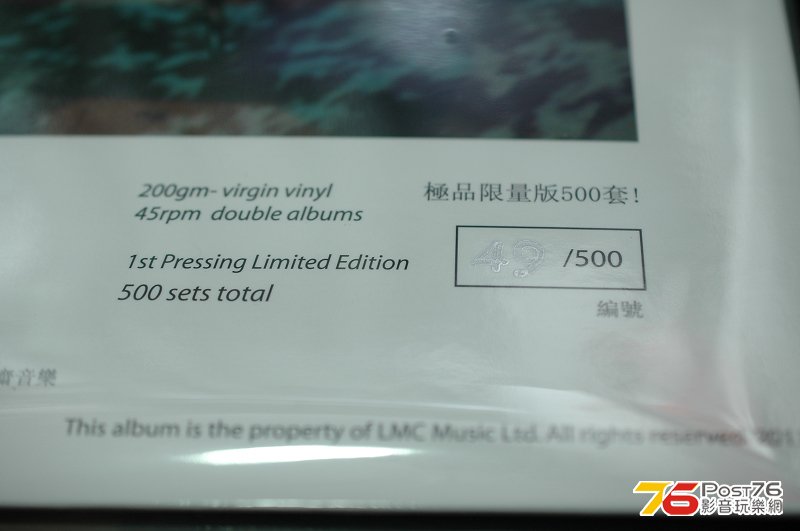 200gm- virgin vinyl
45rpm double albums
極品限量版500套!
1st Pressing Limited Edition
500 sets total
49 /500
編號
齋音樂
This album is the property of LMC Music Ltd. All rights reserved. 201
76 Post76
影音玩樂網